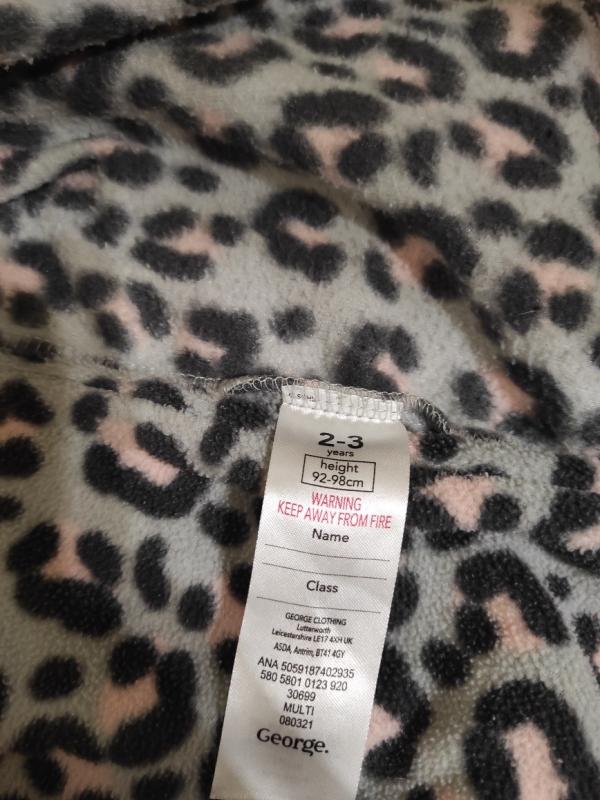 2-3
years
height
92-98cm
WARNING
KEEP AWAY FROM FIRE
Name
Class
GEORGE CLOTHING
Lutterworth
Leicestershire LE17 4XH UK
ASDA, Antrim, BT41 4GY
ANA 5059187402935
580 5801 0123 920
30699
MULTI
080321
George.